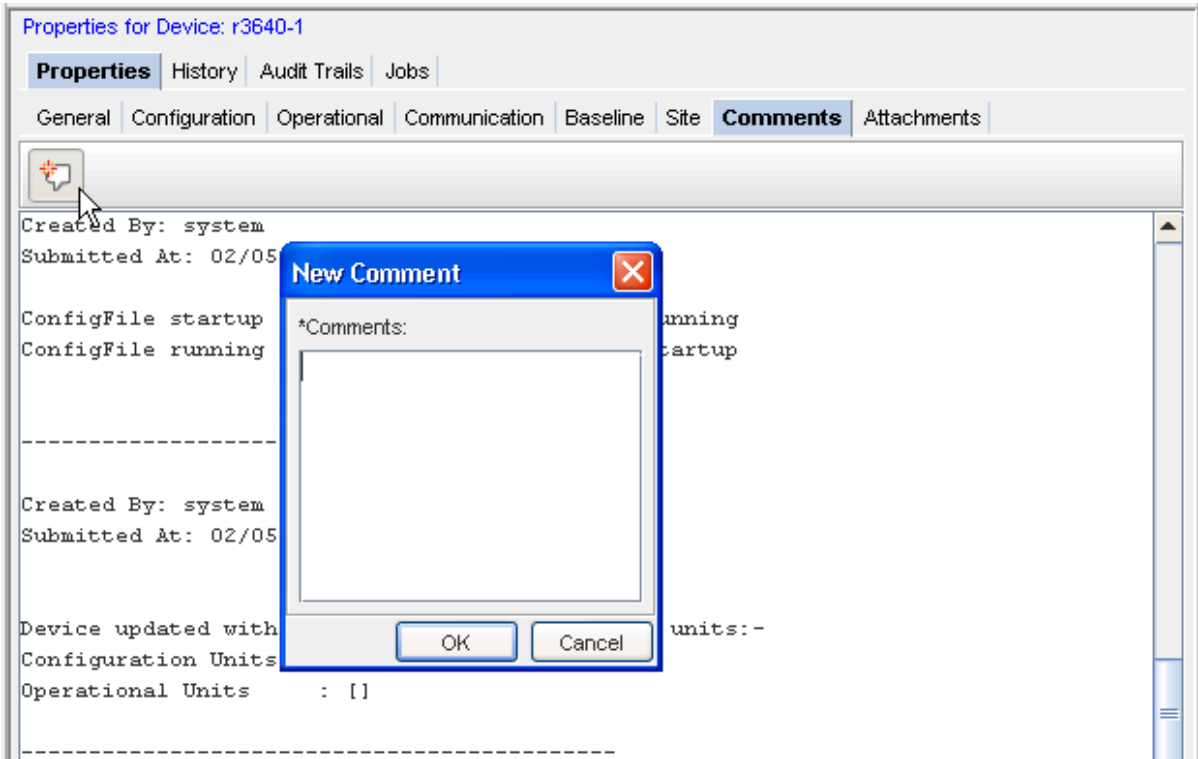 Properties for Device: r3640-1
Properties History Audit Trails Jobs
General Configuration Operational Communication Baseline Site Comments Attachments
Created By: system
Submitted At: 02/05
New Comment
*Comments:
ConfigFile startup unning
ConfigFile running tartup
--------------------
Created By: system
Submitted At: 02/05
Device updated with units:-
Configuration Units
Operational Units : []
OK Cancel
--------------------------------------------